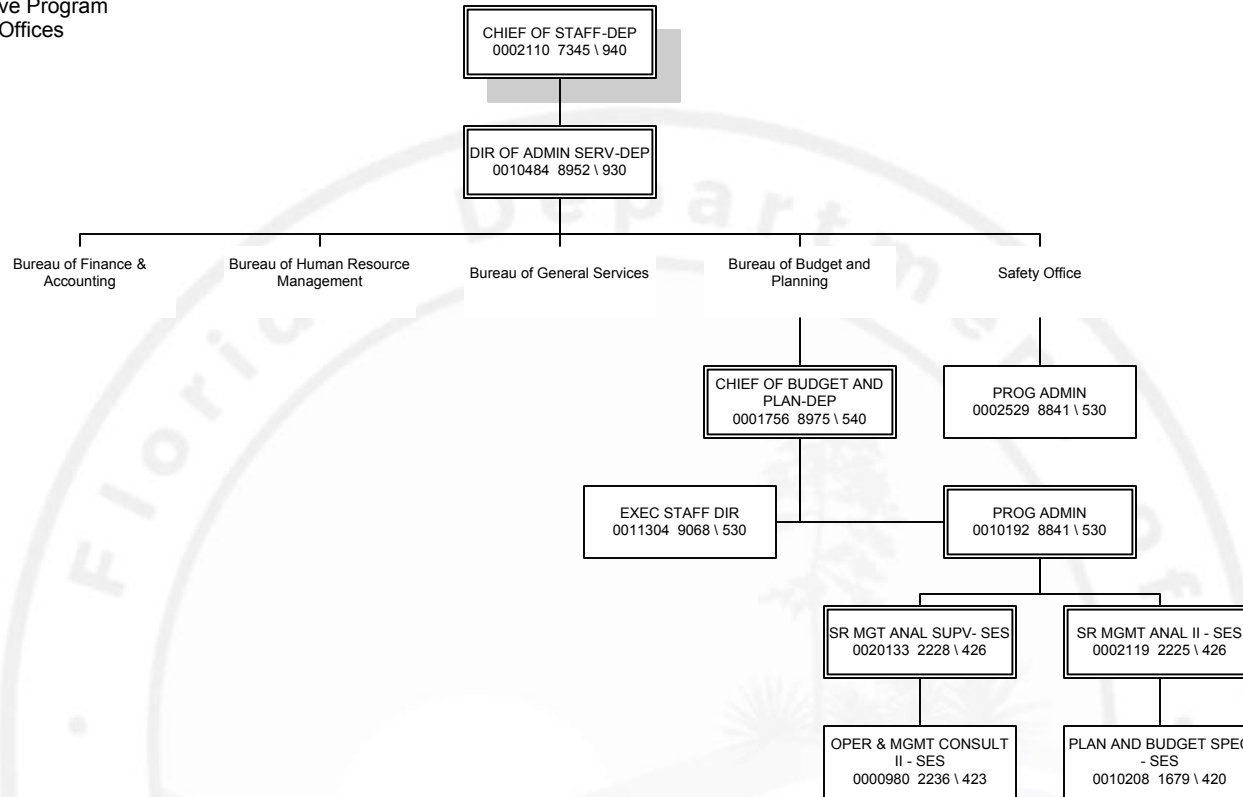 ve Program
Offices
CHIEF OF STAFF-DEP
0002110 7345 \ 940
DIR OF ADMIN SERV-DEP
0010484 8952 \ 930
Bureau of Finance &
Accounting
Bureau of Human Resource
Management
Bureau of General Services
Bureau of Budget and
Planning
Safety Office
CHIEF OF BUDGET AND
PLAN-DEP
0001756 8975 \ 540
PROG ADMIN
0002529 8841 \ 530
EXEC STAFF DIR
0011304 9068 \ 530
PROG ADMIN
0010192 8841 \ 530
SR MGT ANAL SUPV- SES
0020133 2228 \ 426
SR MGMT ANAL II - SES
0002119 2225 \ 426
OPER & MGMT CONSULT
II - SES
0000980 2236 \ 423
PLAN AND BUDGET SPEC
- SES
0010208 1679 \ 420
Florida Department of